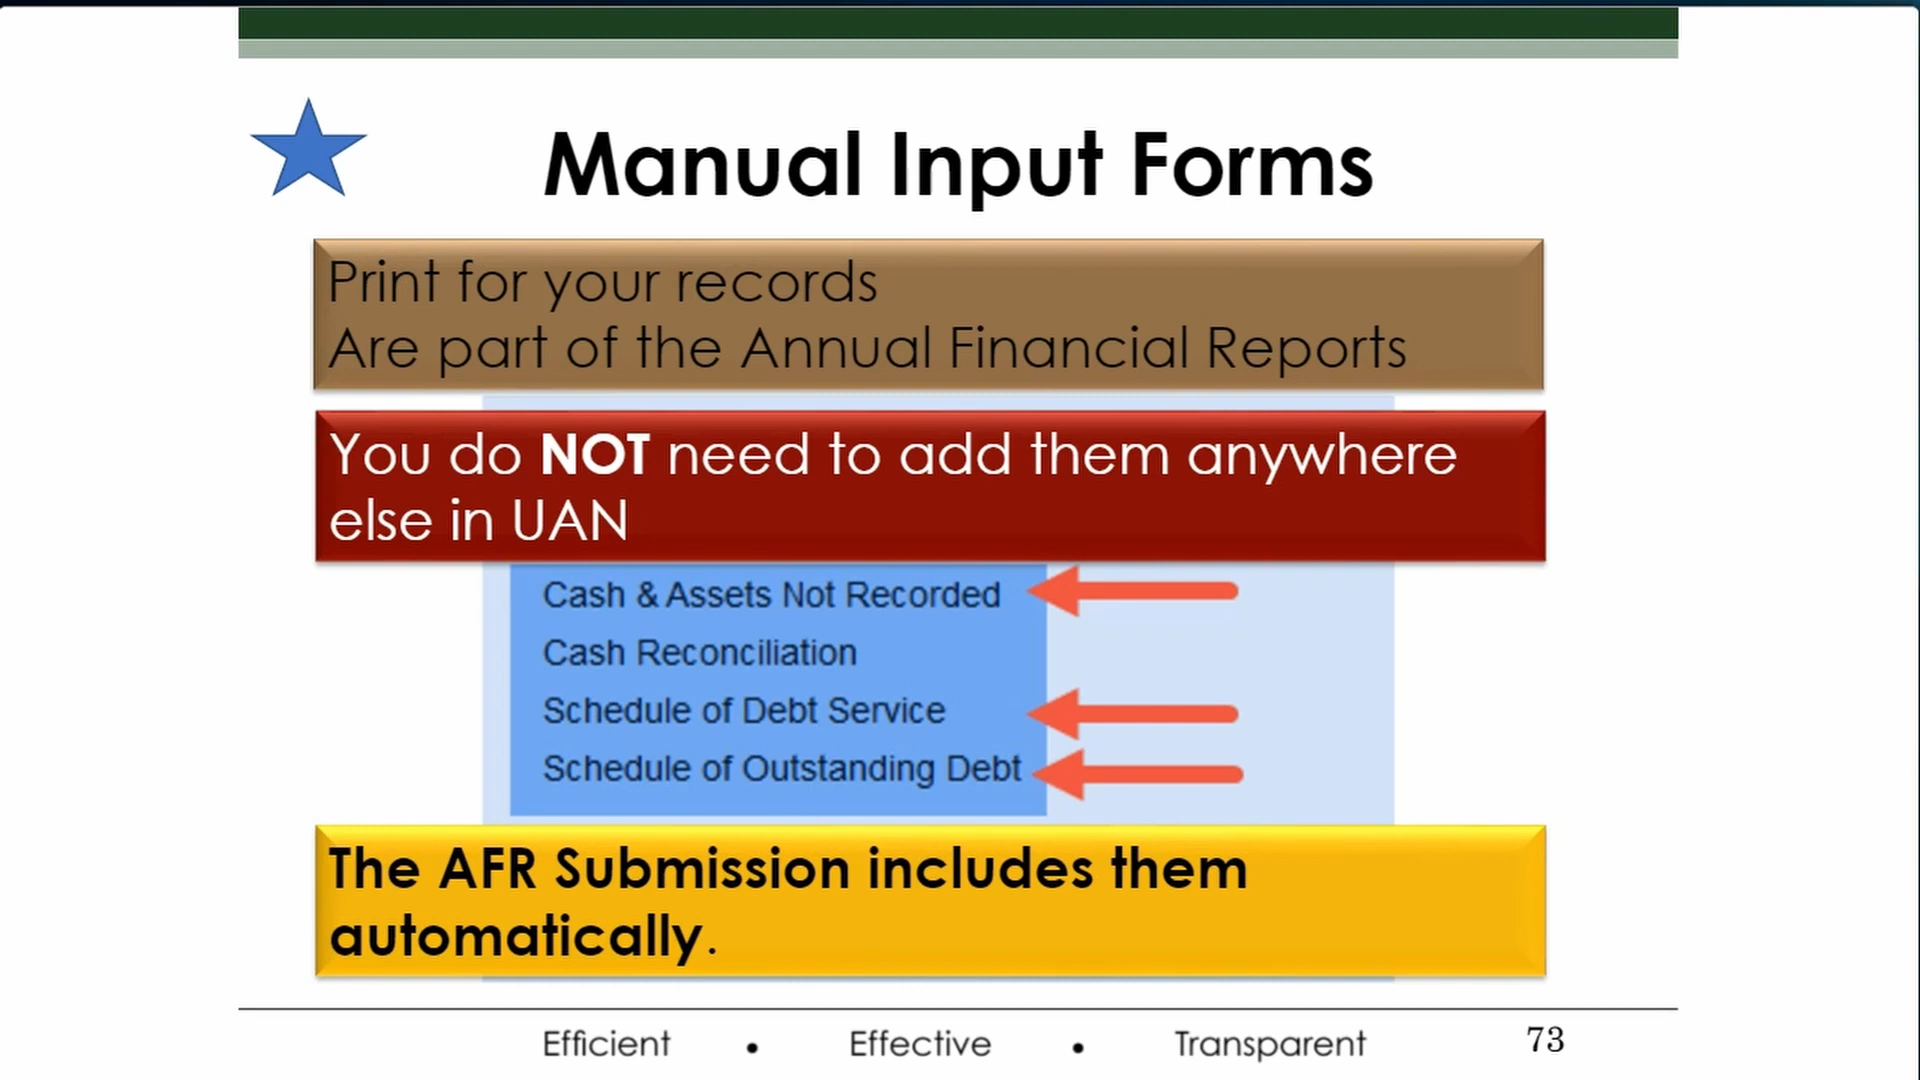 Manual Input Forms
Print for your records
Are part of the Annual Financial Reports
You do NOT need to add them anywhere
else in UAN
Cash & Assets Not Recorded
Cash Reconciliation
Schedule of Debt Service
Schedule of Outstanding Debt
The AFR Submission includes them
automatically.
Efficient • Effective • Transparent 73